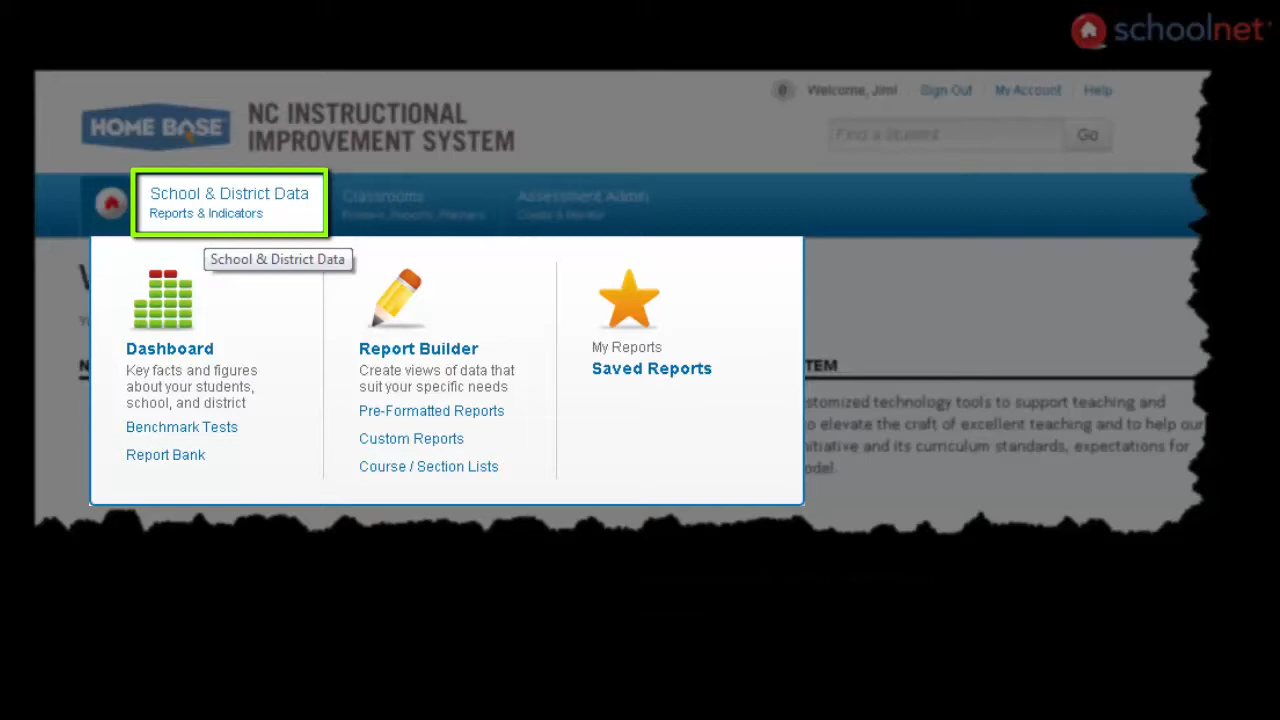 schoolnet
Welcome, Jim! Sign Out My Account Help
HOME BASE
NC INSTRUCTIONAL
IMPROVEMENT SYSTEM
Find a Student Go
School & District Data
Reports & Indicators
Classrooms
Assessment Admin
Create & Monitor
School & District Data
Dashboard
Key facts and figures
about your students,
school, and district
Benchmark Tests
Report Bank
Report Builder
Create views of data that
suit your specific needs
Pre-Formatted Reports
Custom Reports
Course / Section Lists
My Reports
Saved Reports
TEM
stomized technology tools to support teaching and
o elevate the craft of excellent teaching and to help our
nitiative and its curriculum standards, expectations for
odel.